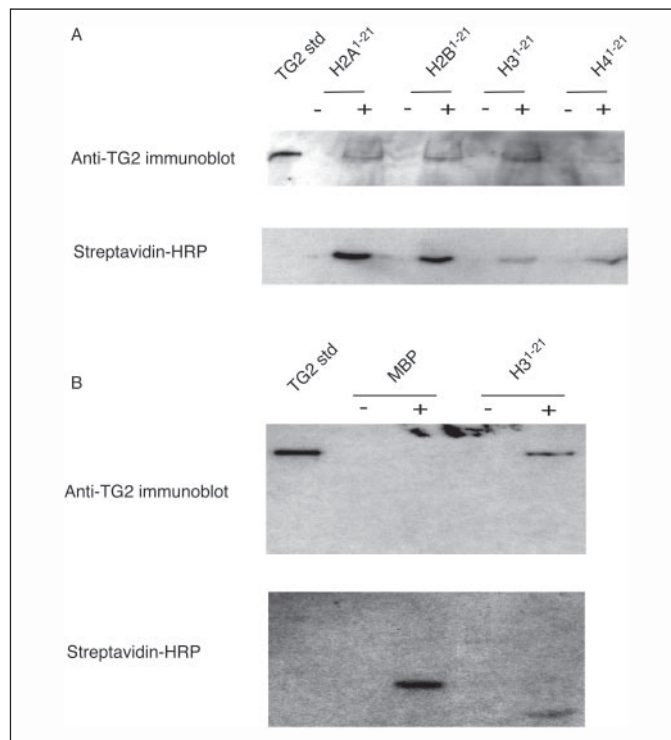 A
TG2 std H2A¹⁻²¹ H2B¹⁻²¹ H3¹⁻²¹ H4¹⁻²¹
- + - + - + - +
Anti-TG2 immunoblot
Streptavidin-HRP
B
TG2 std MBP H3¹⁻²¹
- + - +
Anti-TG2 immunoblot
Streptavidin-HRP